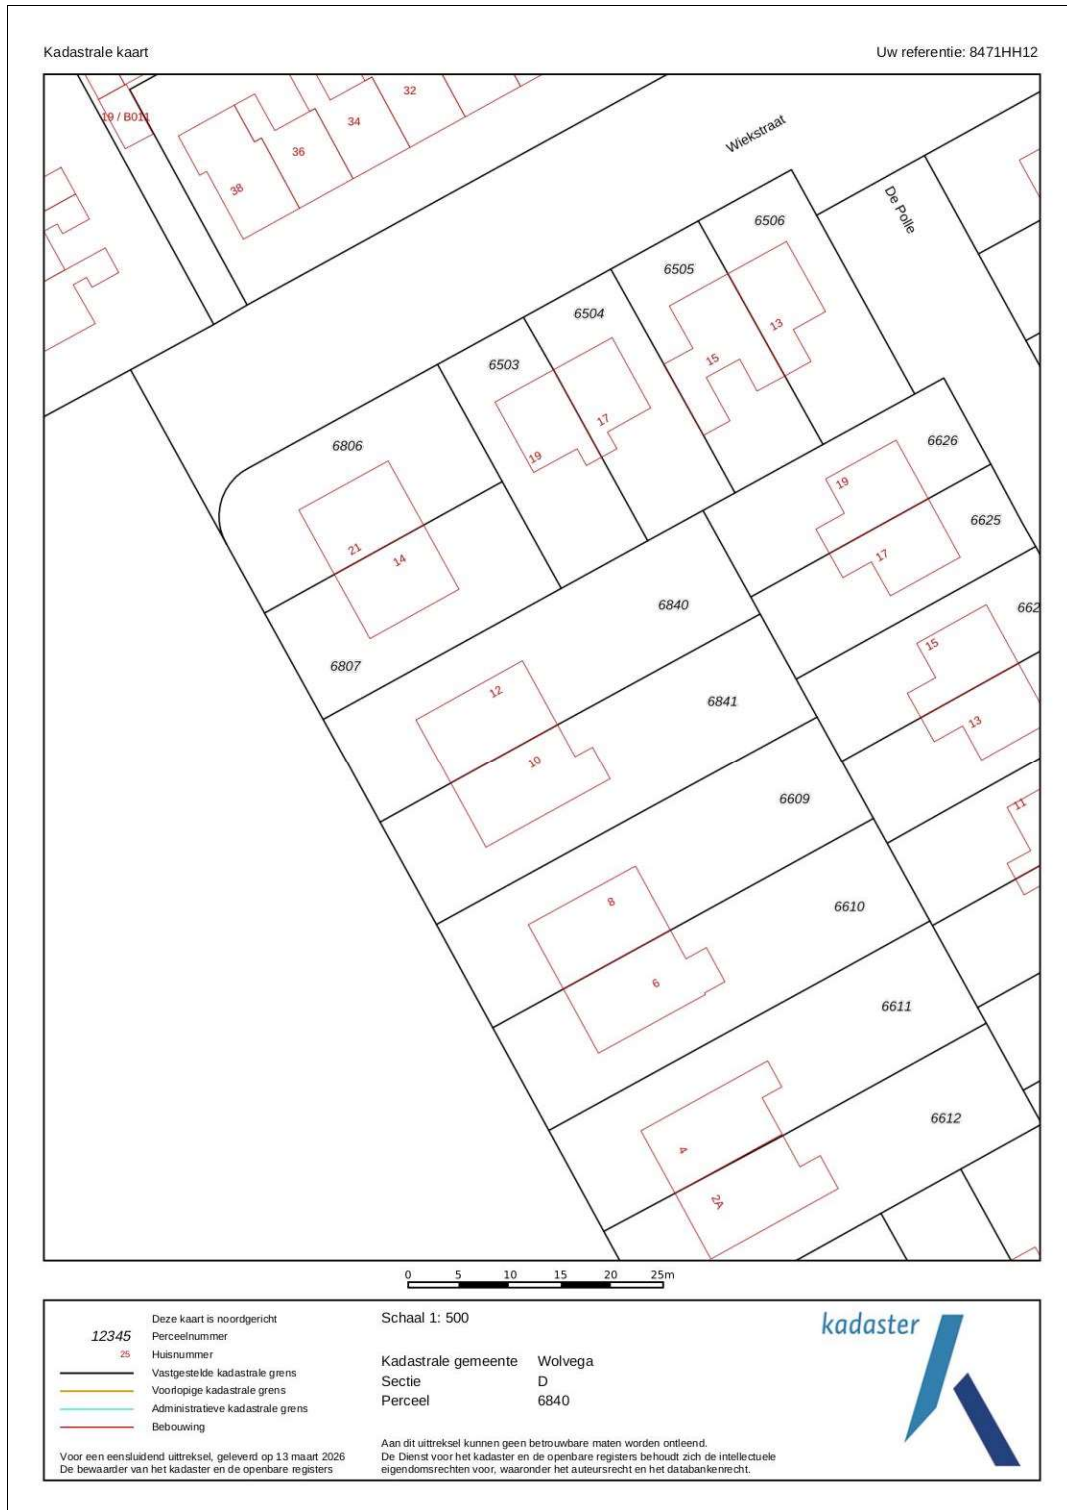 Kadastrale kaart
Uw referentie: 8471HH12
19 / B011
32
34
36
38
Wiekstraat
De Polle
6506
6505
6504
6503
13
15
17
19
6806
21
14
6626
19
6625
17
6840
6807
662
15
12
6841
13
10
6609
11
8
6610
6
6611
4
6612
2A
0 5 10 15 20 25m
Deze kaart is noordgericht
12345 Perceelnummer
25 Huisnummer
Vastgestelde kadastrale grens
Voorlopige kadastrale grens
Administratieve kadastrale grens
Bebouwing
Voor een eensluidend uittreksel, geleverd op 13 maart 2026
De bewaarder van het kadaster en de openbare registers
Schaal 1: 500
Kadastrale gemeente Wolvega
Sectie D
Perceel 6840
Aan dit uittreksel kunnen geen betrouwbare maten worden ontleend.
De Dienst voor het kadaster en de openbare registers behoudt zich de intellectuele
eigendomsrechten voor, waaronder het auteursrecht en het databankenrecht.
kadaster